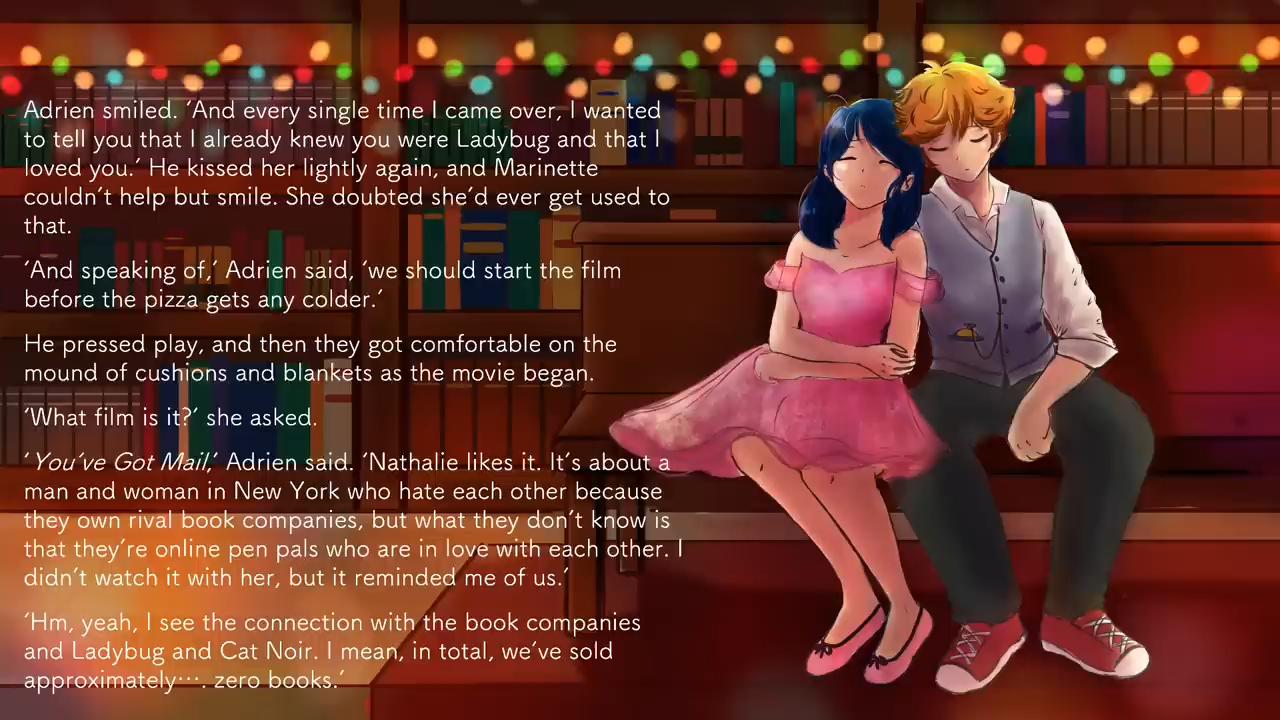 Adrien smiled. ‘And every single time I came over, I wanted
to tell you that I already knew you were Ladybug and that I
loved you.’ He kissed her lightly again, and Marinette
couldn’t help but smile. She doubted she’d ever get used to
that.
‘And speaking of,’ Adrien said, ‘we should start the film
before the pizza gets any colder.’
He pressed play, and then they got comfortable on the
mound of cushions and blankets as the movie began.
‘What film is it?’ she asked.
‘You’ve Got Mail,’ Adrien said. ‘Nathalie likes it. It’s about a
man and woman in New York who hate each other because
they own rival book companies, but what they don’t know is
that they’re online pen pals who are in love with each other. I
didn’t watch it with her, but it reminded me of us.’
‘Hm, yeah, I see the connection with the book companies
and Ladybug and Cat Noir. I mean, in total, we’ve sold
approximately…. zero books.’